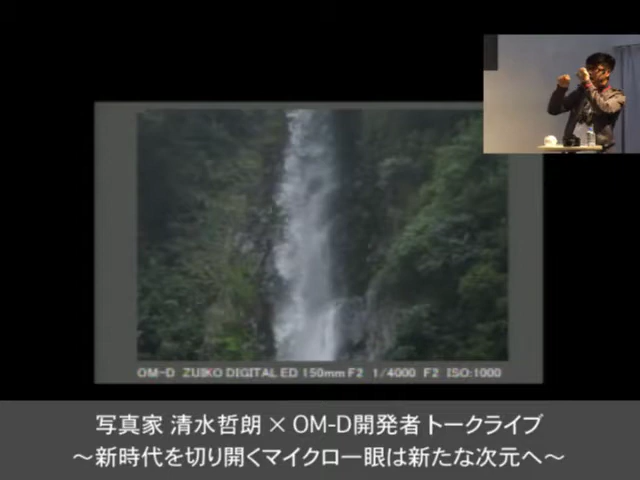 OM-D ZUIKO DIGITAL ED 150mm F2 1/4000 F2 ISO:1000
写真家 清水哲朗 × OM-D開発者 トークライブ
～新時代を切り開くマイクロ一眼は新たな次元へ～